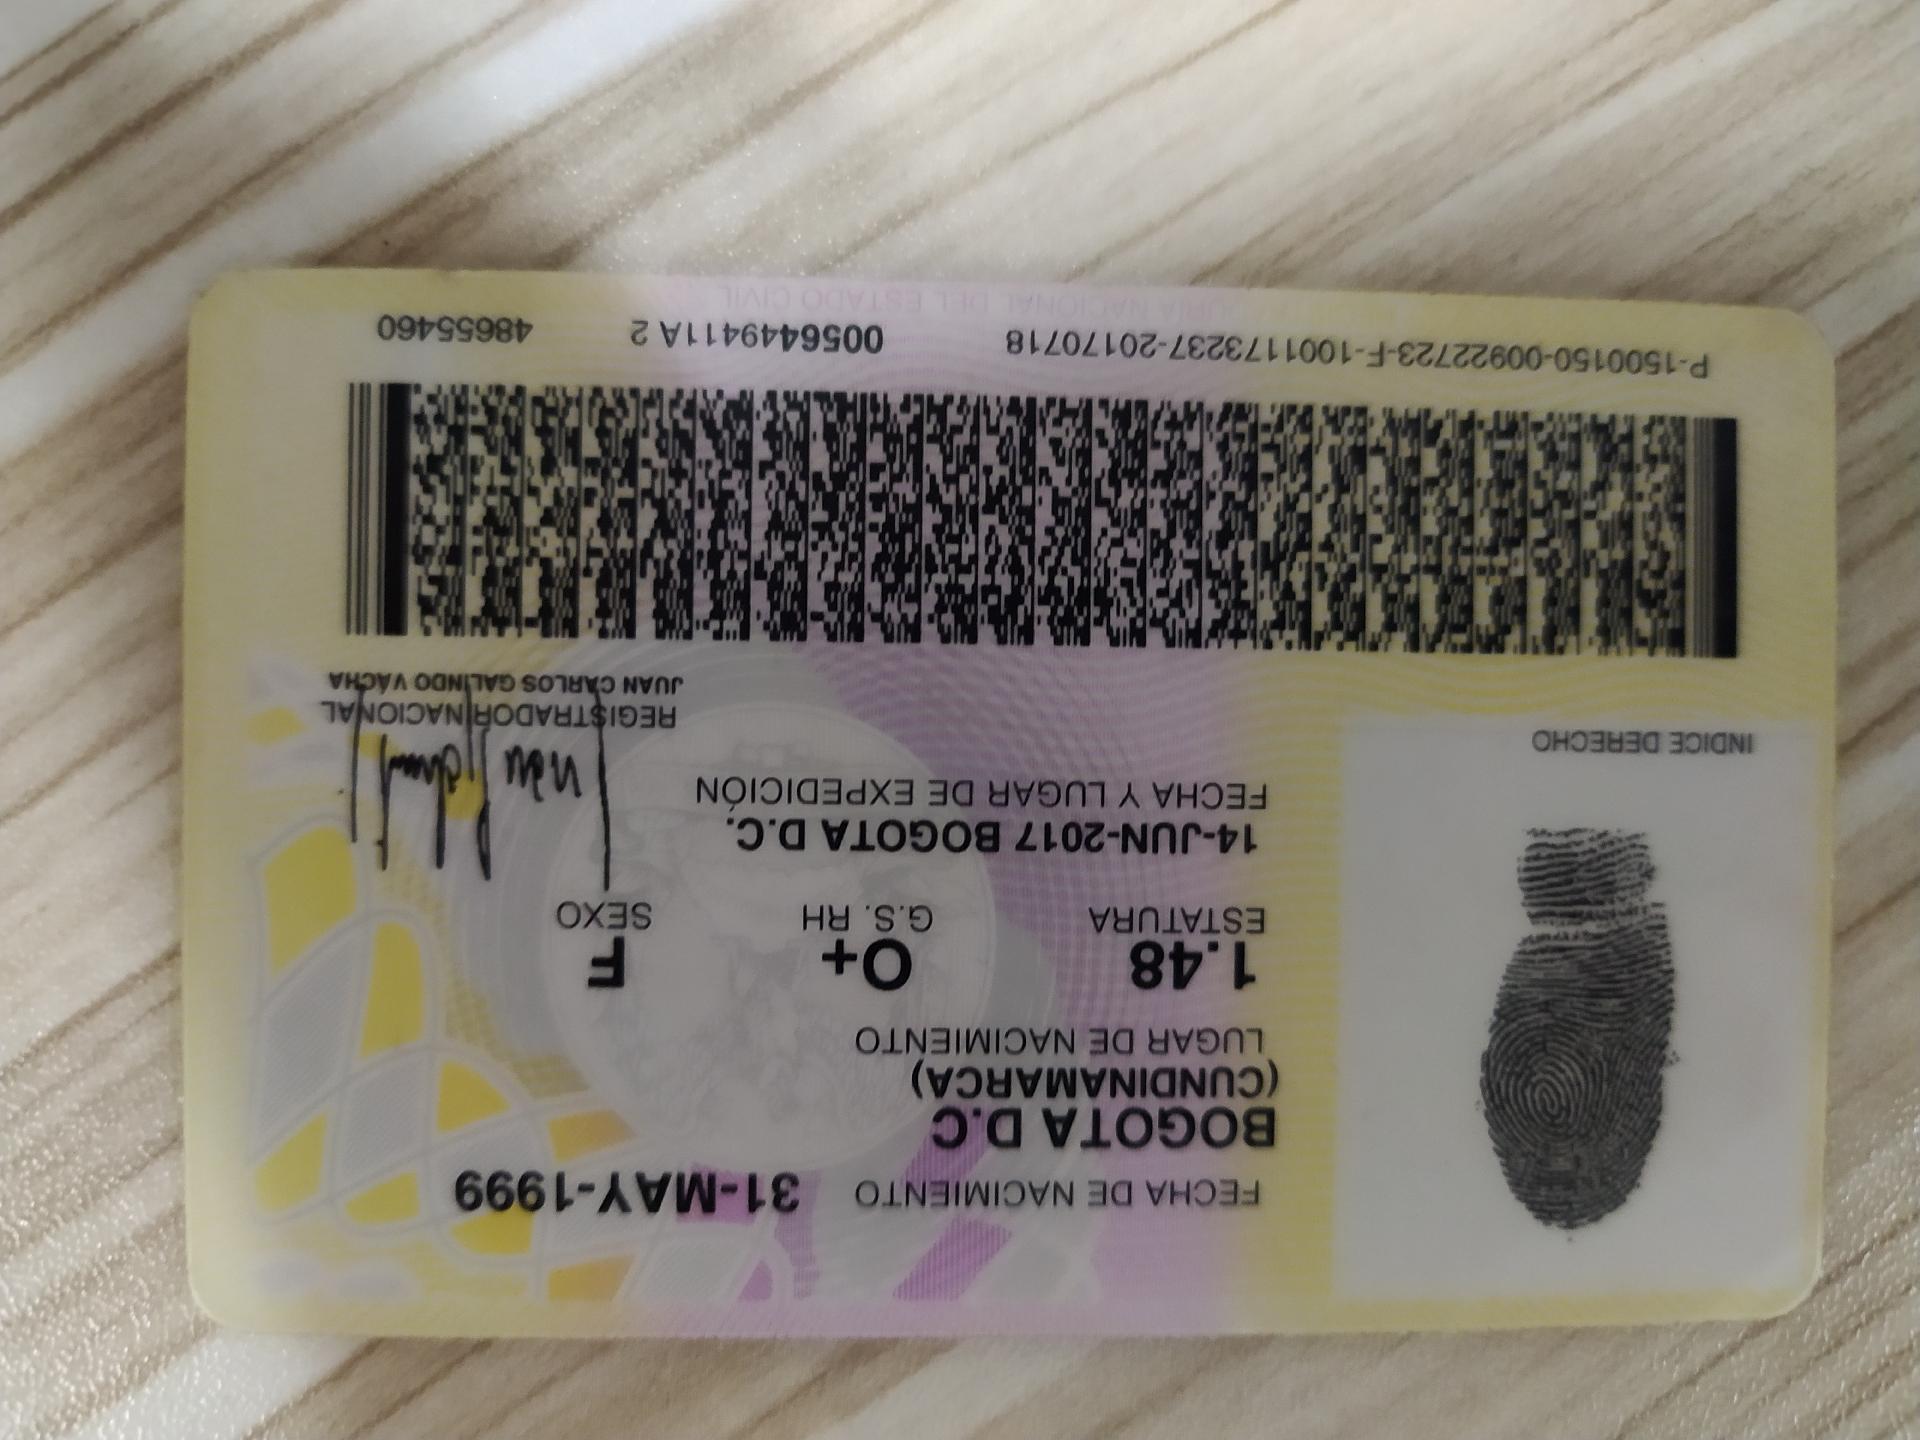 FECHA DE NACIMIENTO 31-MAY-1999
BOGOTA D.C
(CUNDINAMARCA)
LUGAR DE NACIMIENTO
1.48 O+ F
ESTATURA G.S. RH SEXO
14-JUN-2017 BOGOTA D.C.
FECHA Y LUGAR DE EXPEDICIÓN
INDICE DERECHO
REGISTRADOR NACIONAL
JUAN CARLOS GALINDO VACHA
P-1500150-00922723-F-1001173237-20170718 0056449411A 2 48655460
NACIONAL DEL ESTADO CIVIL